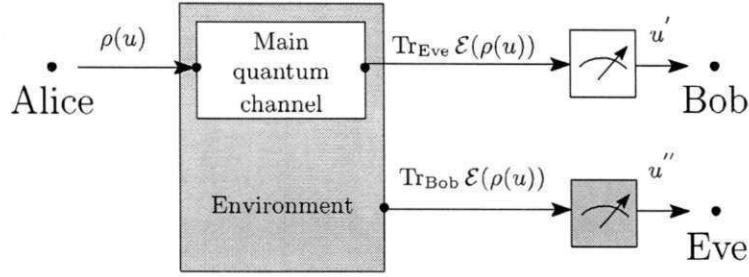 ρ(u)
Main
quantum
channel
Tr_Eve ℰ(ρ(u))
u′
Alice
Bob
Environment
Tr_Bob ℰ(ρ(u))
u″
Eve